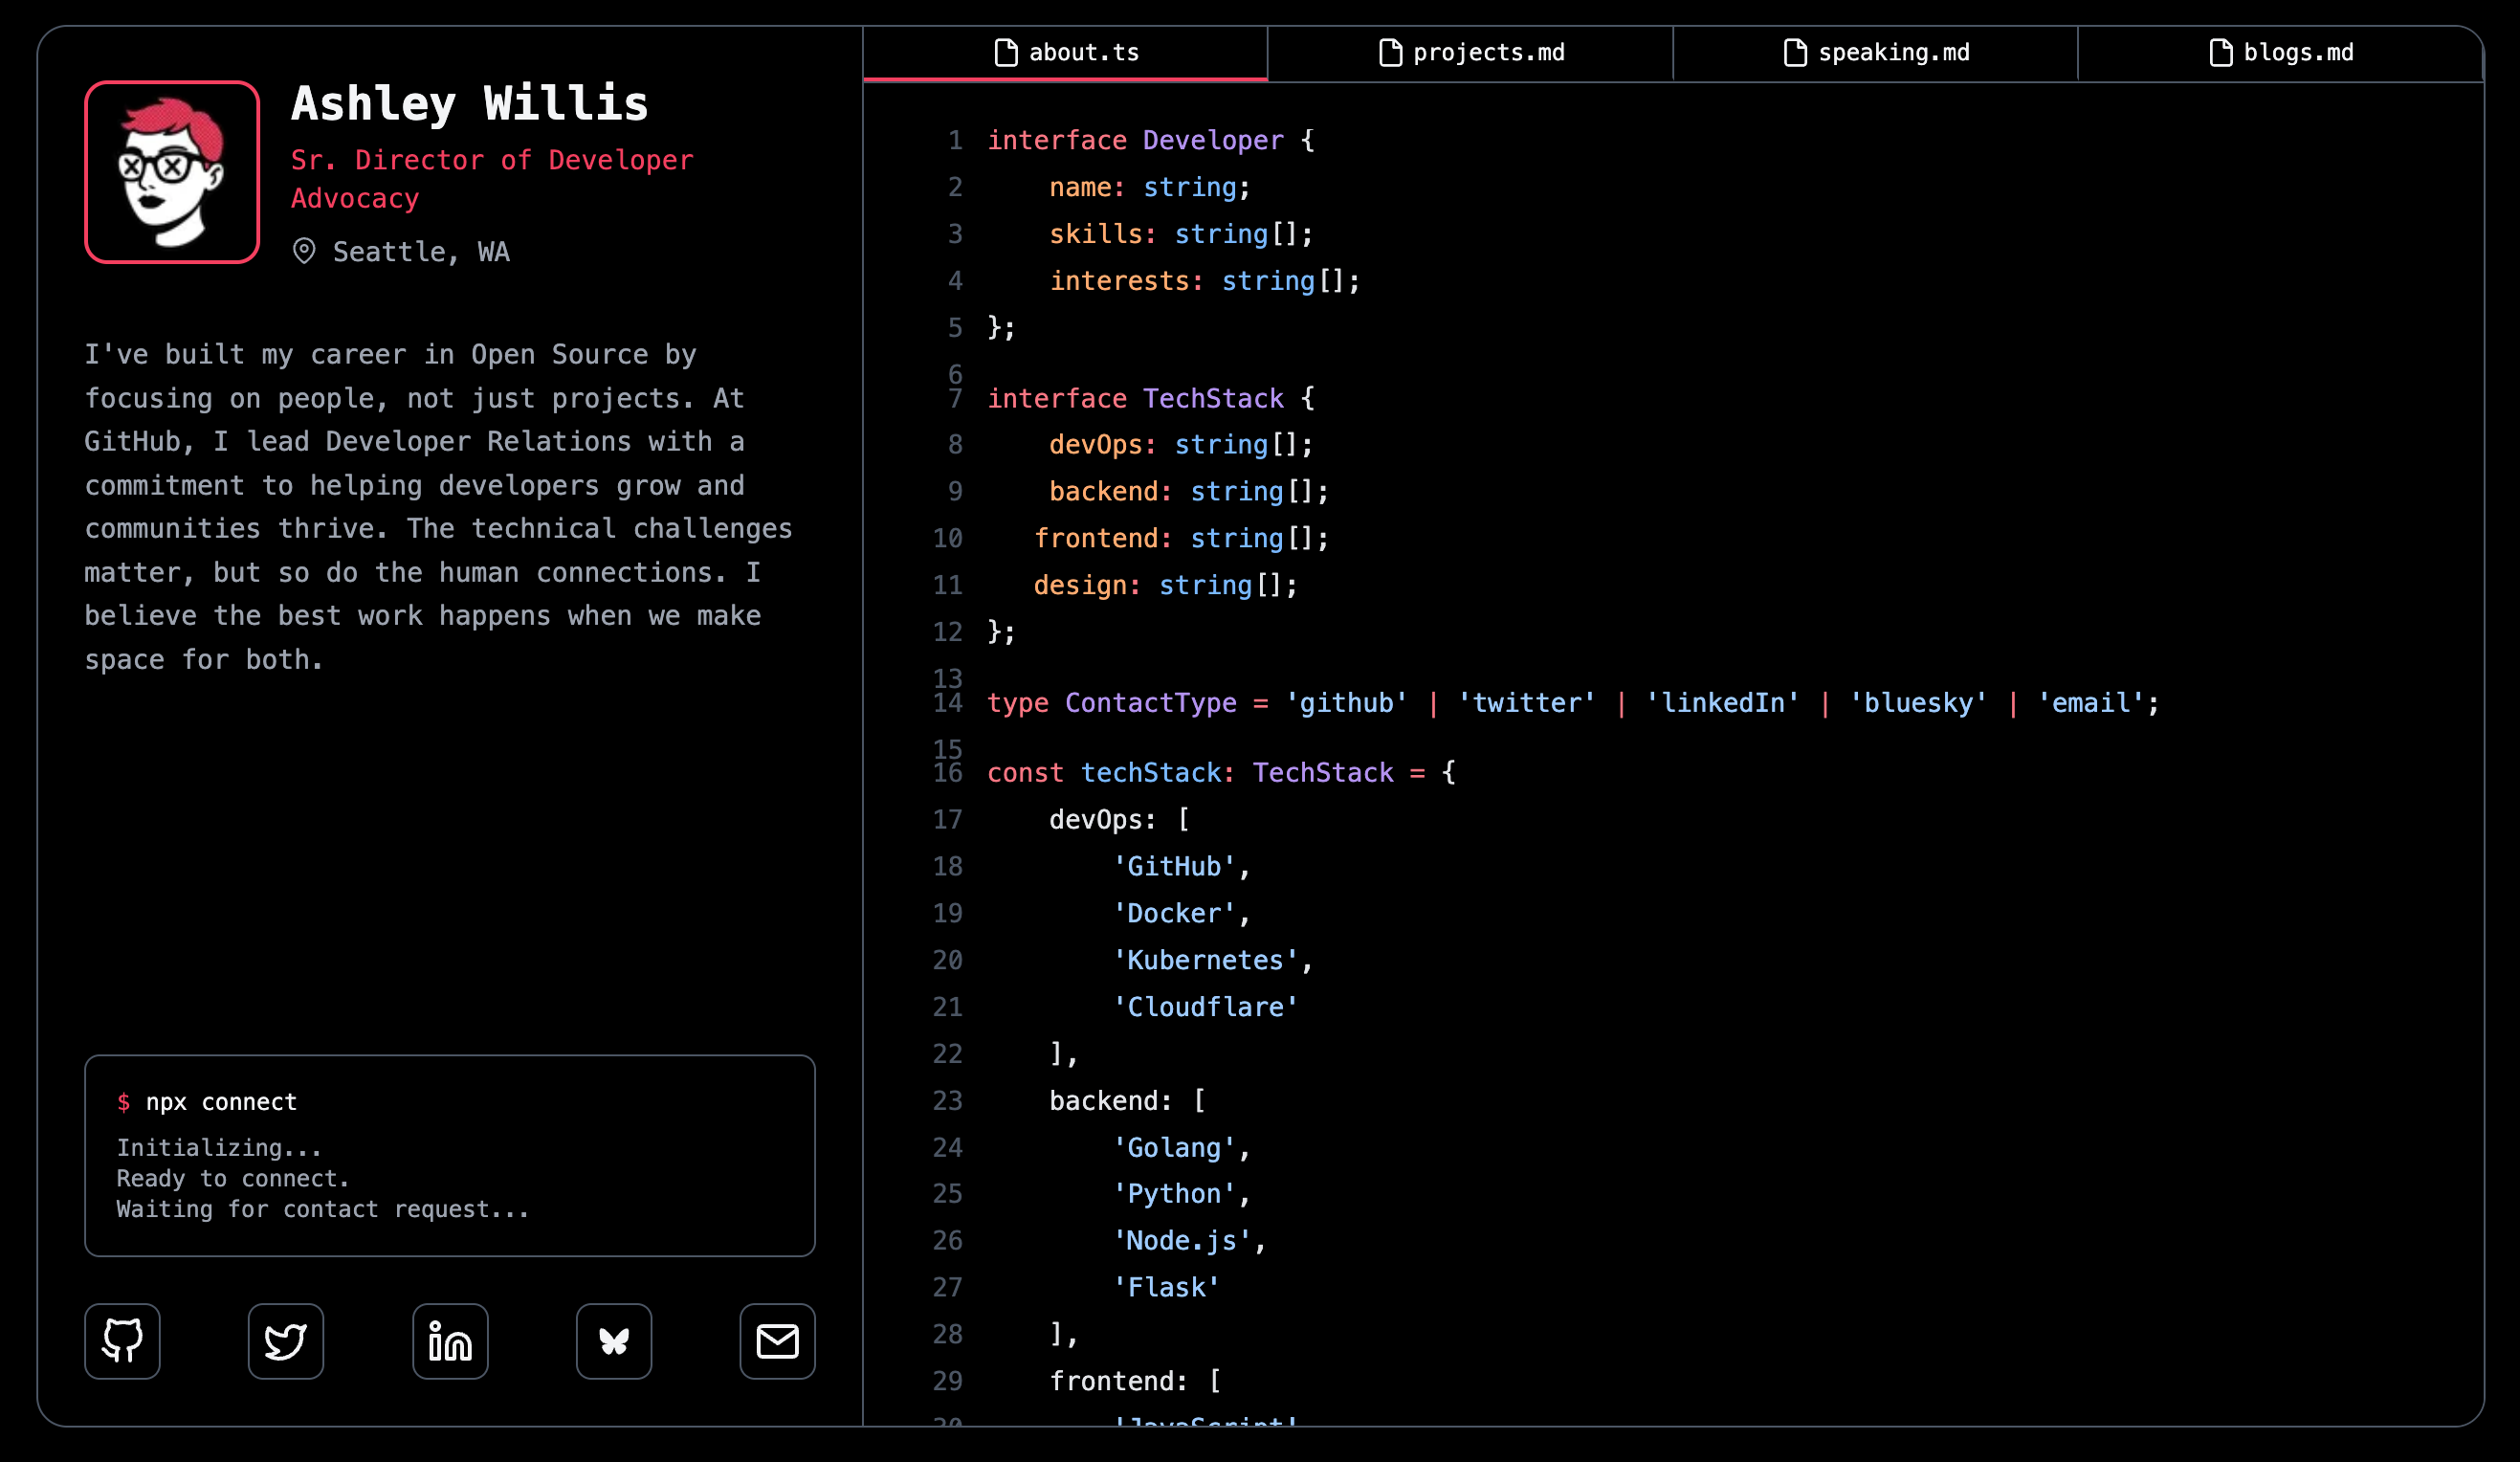 Ashley Willis
Sr. Director of Developer
Advocacy
Seattle, WA
I've built my career in Open Source by
focusing on people, not just projects. At
GitHub, I lead Developer Relations with a
commitment to helping developers grow and
communities thrive. The technical challenges
matter, but so do the human connections. I
believe the best work happens when we make
space for both.
$ npx connect
Initializing...
Ready to connect.
Waiting for contact request...
about.ts
projects.md
speaking.md
blogs.md
1 interface Developer {
2     name: string;
3     skills: string[];
4     interests: string[];
5 };
6
7 interface TechStack {
8     devOps: string[];
9     backend: string[];
10    frontend: string[];
11    design: string[];
12 };
13
14 type ContactType = 'github' | 'twitter' | 'linkedIn' | 'bluesky' | 'email';
15
16 const techStack: TechStack = {
17     devOps: [
18         'GitHub',
19         'Docker',
20         'Kubernetes',
21         'Cloudflare'
22     ],
23     backend: [
24         'Golang',
25         'Python',
26         'Node.js',
27         'Flask'
28     ],
29     frontend: [
30         'JavaScript'